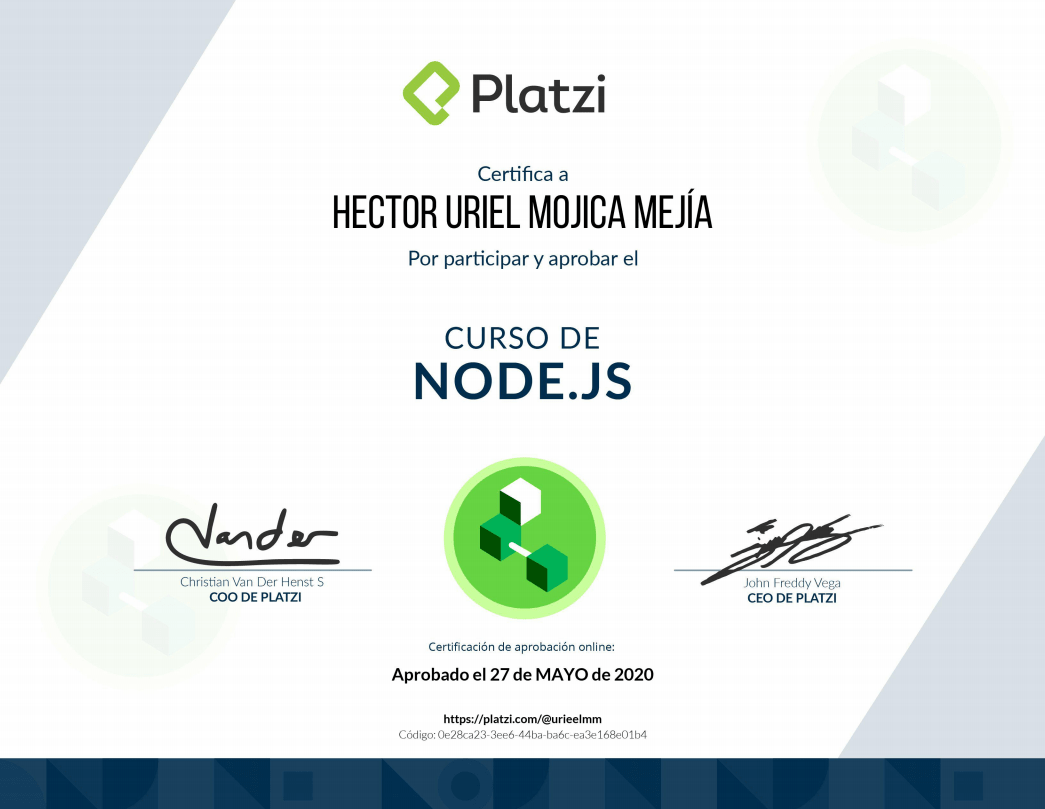 Platzi
Certifica a
HECTOR URIEL MOJICA MEJÍA
Por participar y aprobar el
CURSO DE
NODE.JS
Vander
Christian Van Der Henst S
COO DE PLATZI
John Freddy Vega
CEO DE PLATZI
Certificación de aprobación online:
Aprobado el 27 de MAYO de 2020
https://platzi.com/@urieelmm
Código: 0e28ca23-3ee6-44ba-ba6c-ea3e168e01b4